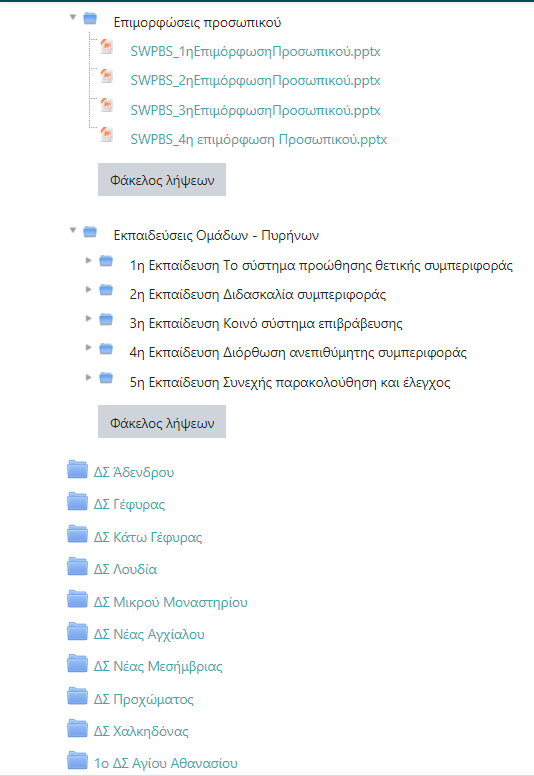 Επιμορφώσεις προσωπικού
SWPBS_1ηΕπιμόρφωσηΠροσωπικού.pptx
SWPBS_2ηΕπιμόρφωσηΠροσωπικού.pptx
SWPBS_3ηΕπιμόρφωσηΠροσωπικού.pptx
SWPBS_4η επιμόρφωση Προσωπικού.pptx
Φάκελος λήψεων
Εκπαιδεύσεις Ομάδων - Πυρήνων
1η Εκπαίδευση Το σύστημα προώθησης θετικής συμπεριφοράς
2η Εκπαίδευση Διδασκαλία συμπεριφοράς
3η Εκπαίδευση Κοινό σύστημα επιβράβευσης
4η Εκπαίδευση Διόρθωση ανεπιθύμητης συμπεριφοράς
5η Εκπαίδευση Συνεχής παρακολούθηση και έλεγχος
Φάκελος λήψεων
ΔΣ Άδενδρου
ΔΣ Γέφυρας
ΔΣ Κάτω Γέφυρας
ΔΣ Λουδία
ΔΣ Μικρού Μοναστηρίου
ΔΣ Νέας Αγχίαλου
ΔΣ Νέας Μεσήμβριας
ΔΣ Προχώματος
ΔΣ Χαλκηδόνας
1ο ΔΣ Αγίου Αθανασίου